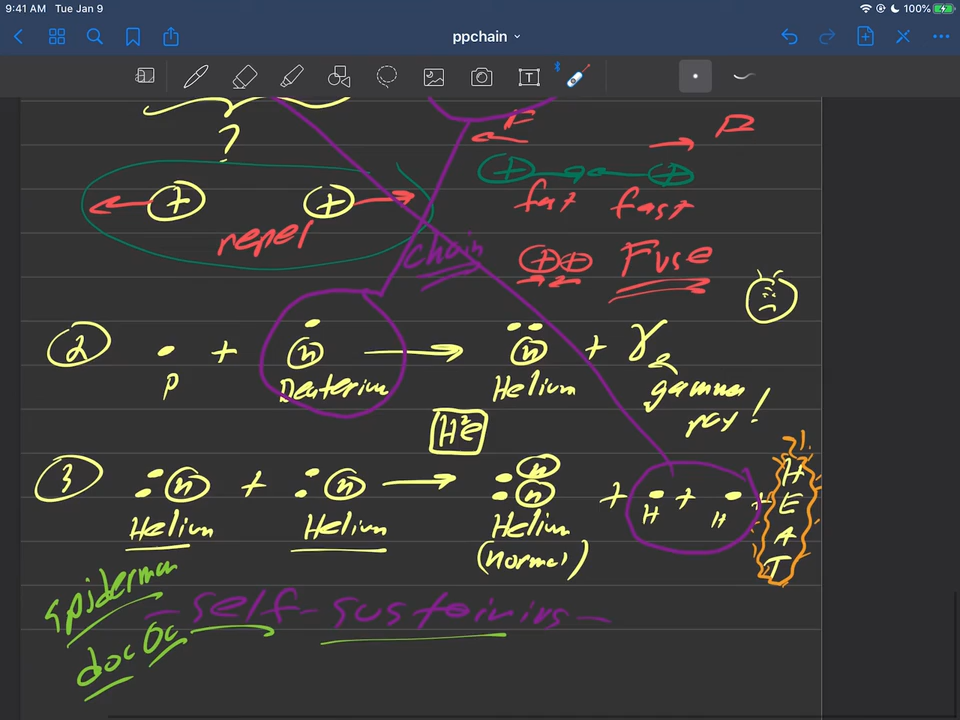 9:41 AM Tue Jan 9
100%
ppchain
T
?
F
+ +
+ +
repel
fast fast
chain
++ Fuse
2 • + n → n + γ
p Deuterium Helium gamma
ray!
He
3 n + n → n n + • + • + HEAT
H H
Helium Helium Helium
(normal)
Spiderman
- self-sustaining -
doc Oc